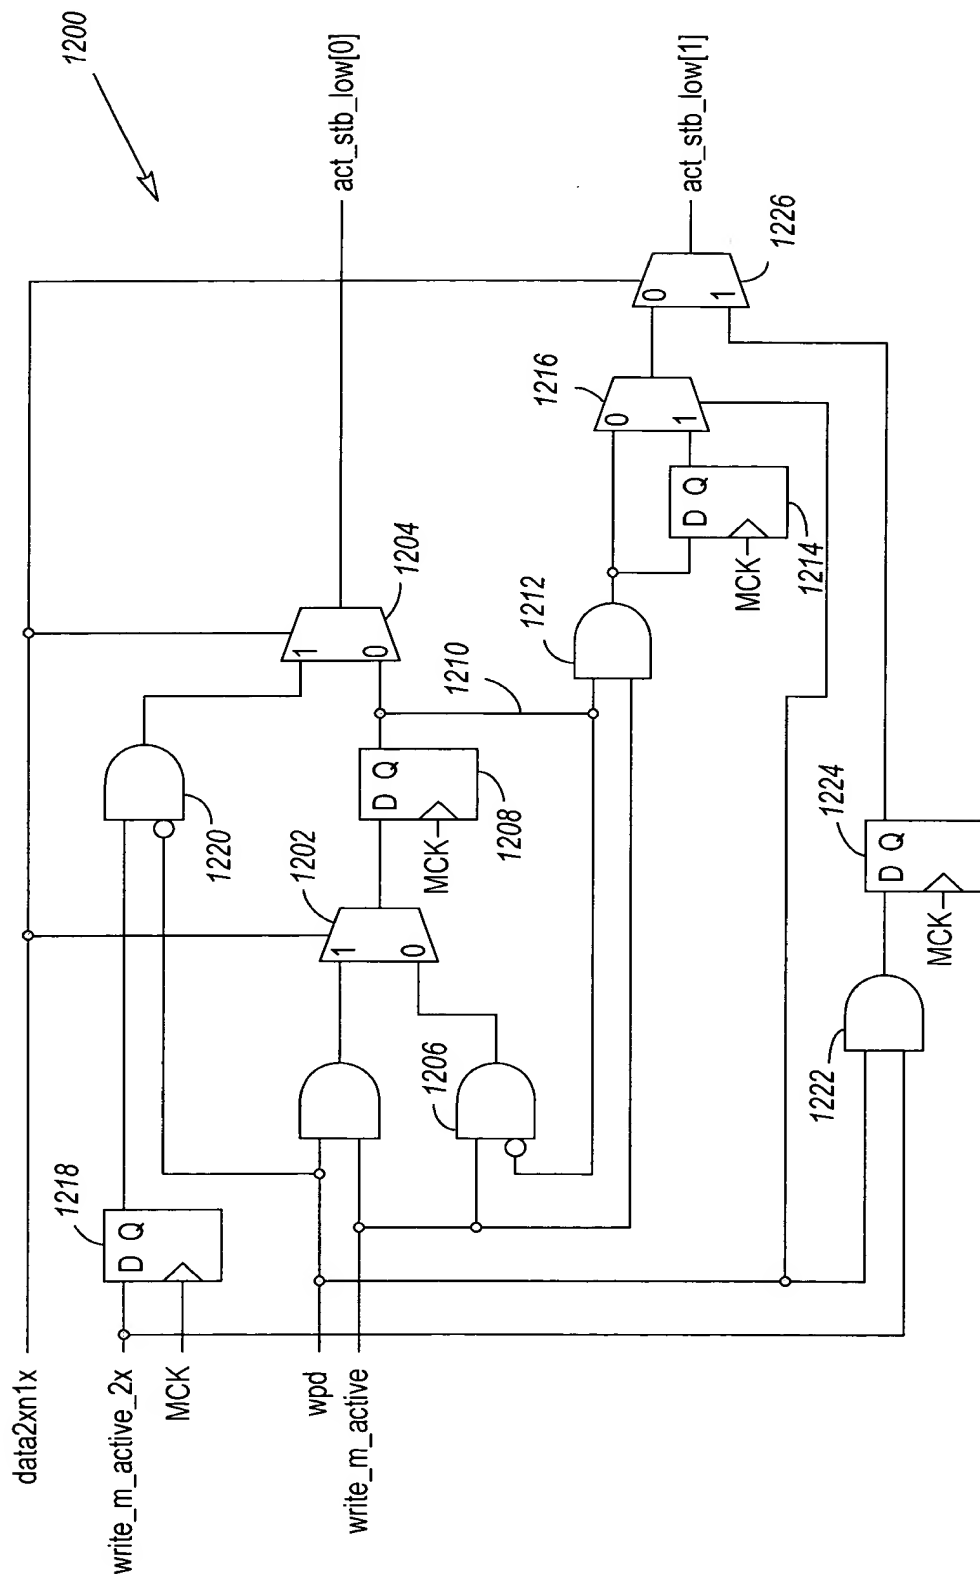 1200
data2xn1x
write_m_active_2x
MCK
wpd
write_m_active
1218
D Q
1220
1202
1
0
1206
D Q
MCK
1208
1204
1
0
act_stb_low[0]
1210
1212
D Q
MCK
1214
1216
0
1
0
1
1226
act_stb_low[1]
1222
D Q
MCK
1224